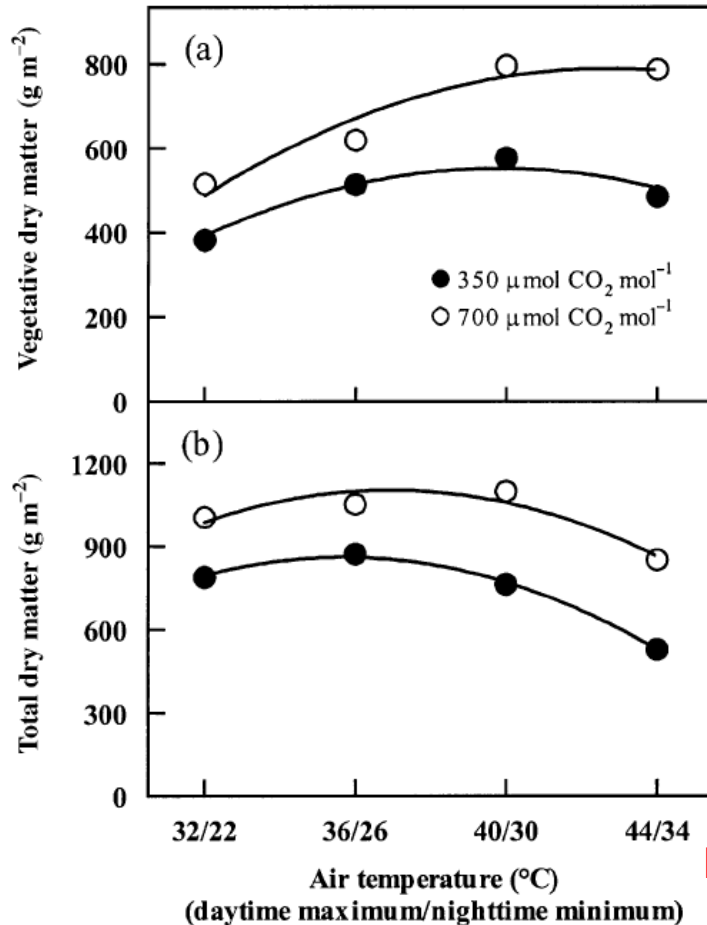 (a)
Vegetative dry matter (g m⁻²)
800
600
400
200
0
● 350 μmol CO₂ mol⁻¹
○ 700 μmol CO₂ mol⁻¹
(b)
Total dry matter (g m⁻²)
1200
900
600
300
0
32/22 36/26 40/30 44/34
Air temperature (°C)
(daytime maximum/nighttime minimum)